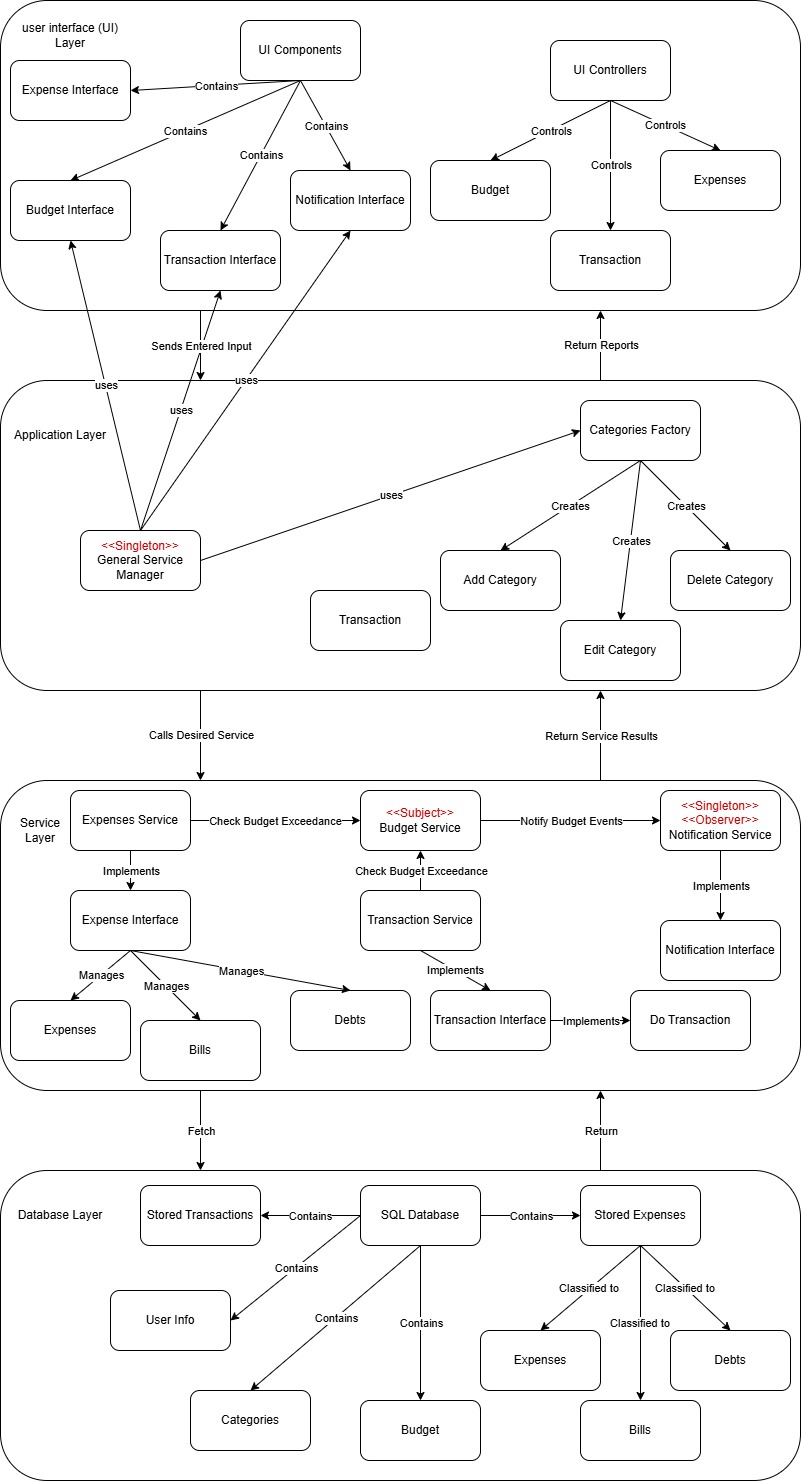 user interface (UI)
Layer
UI Components
UI Controllers
Expense Interface
Contains
Contains
Contains
Contains
Controls
Controls
Controls
Budget Interface
Notification Interface
Budget
Expenses
Transaction Interface
Transaction
Sends Entered Input
Return Reports
uses
uses
uses
Application Layer
Categories Factory
uses
Creates
Creates
Creates
<<Singleton>>
General Service
Manager
Add Category
Delete Category
Transaction
Edit Category
Calls Desired Service
Return Service Results
Service
Layer
Expenses Service
Check Budget Exceedance
<<Subject>>
Budget Service
Notify Budget Events
<<Singleton>>
<<Observer>>
Notification Service
Implements
Check Budget Exceedance
Implements
Expense Interface
Transaction Service
Notification Interface
Manages
Manages
Manages
Implements
Expenses
Bills
Debts
Transaction Interface
Implements
Do Transaction
Fetch
Return
Database Layer
Stored Transactions
Contains
SQL Database
Contains
Stored Expenses
Contains
Contains
Contains
Classified to
Classified to
Classified to
User Info
Expenses
Debts
Categories
Budget
Bills